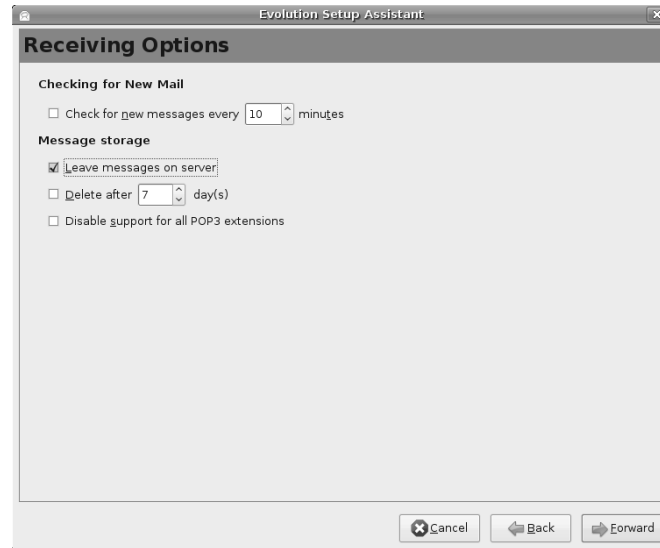 Evolution Setup Assistant
Receiving Options
Checking for New Mail
Check for new messages every 10 minutes
Message storage
Leave messages on server
Delete after 7 day(s)
Disable support for all POP3 extensions
Cancel Back Forward